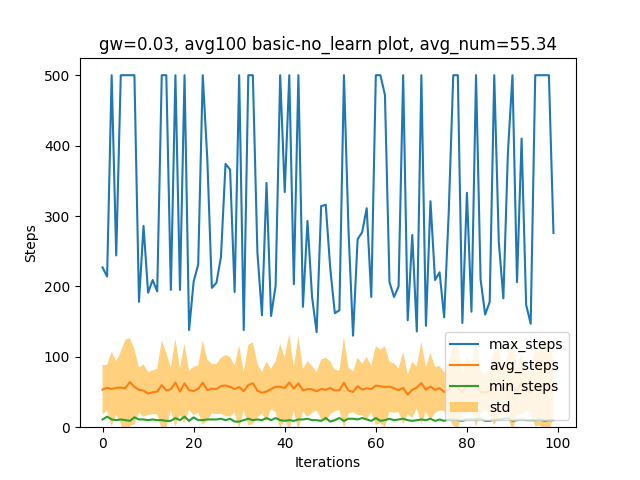 gw=0.03, avg100 basic-no_learn plot, avg_num=55.34
500
400
300
200
100
0
Steps
max_steps
avg_steps
min_steps
std
0 20 40 60 80 100
Iterations